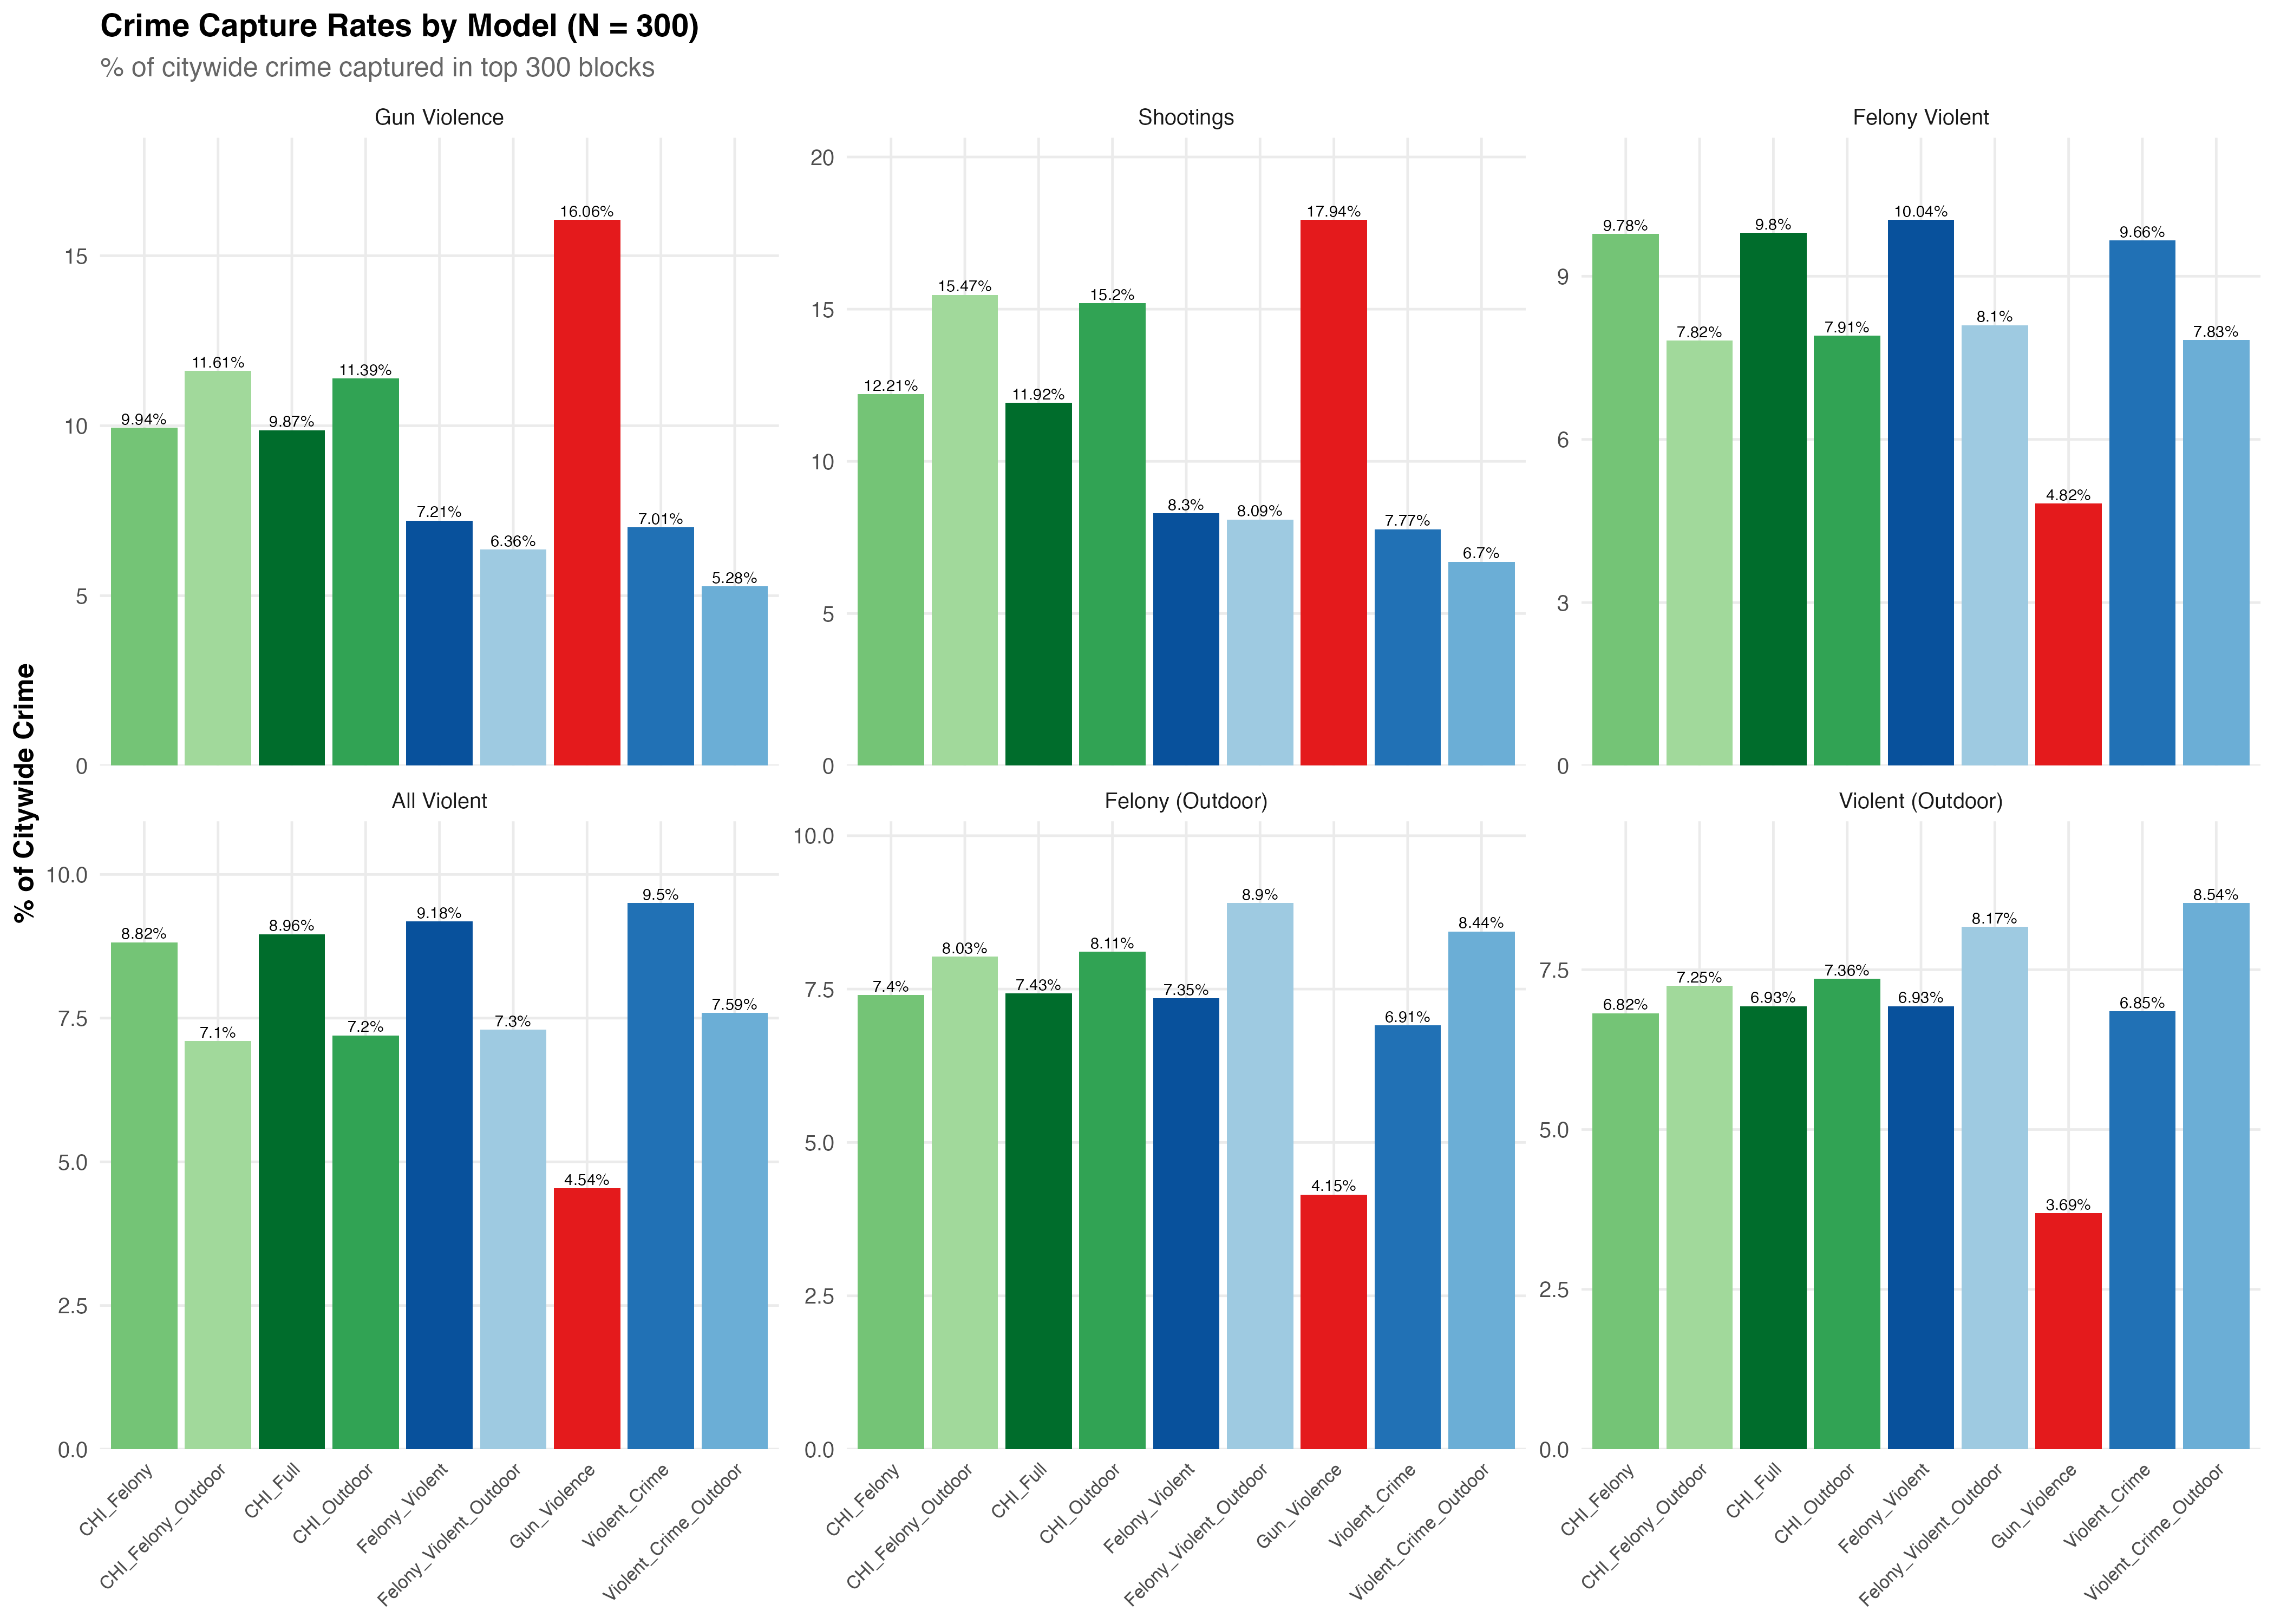 Crime Capture Rates by Model (N = 300)
% of citywide crime captured in top 300 blocks
% of Citywide Crime
Gun Violence
15
10
5
0
9.94%
11.61%
9.87%
11.39%
7.21%
6.36%
16.06%
7.01%
5.28%
Shootings
20
15
10
5
0
12.21%
15.47%
11.92%
15.2%
8.3%
8.09%
17.94%
7.77%
6.7%
Felony Violent
9
6
3
0
9.78%
7.82%
9.8%
7.91%
10.04%
8.1%
4.82%
9.66%
7.83%
All Violent
10.0
7.5
5.0
2.5
0.0
8.82%
7.1%
8.96%
7.2%
9.18%
7.3%
4.54%
9.5%
7.59%
CHI_Felony
CHI_Felony_Outdoor
CHI_Full
CHI_Outdoor
Felony_Violent
Felony_Violent_Outdoor
Gun_Violence
Violent_Crime
Violent_Crime_Outdoor
Felony (Outdoor)
10.0
7.5
5.0
2.5
0.0
7.4%
8.03%
7.43%
8.11%
7.35%
8.9%
4.15%
6.91%
8.44%
CHI_Felony
CHI_Felony_Outdoor
CHI_Full
CHI_Outdoor
Felony_Violent
Felony_Violent_Outdoor
Gun_Violence
Violent_Crime
Violent_Crime_Outdoor
Violent (Outdoor)
7.5
5.0
2.5
0.0
6.82%
7.25%
6.93%
7.36%
6.93%
8.17%
3.69%
6.85%
8.54%
CHI_Felony
CHI_Felony_Outdoor
CHI_Full
CHI_Outdoor
Felony_Violent
Felony_Violent_Outdoor
Gun_Violence
Violent_Crime
Violent_Crime_Outdoor